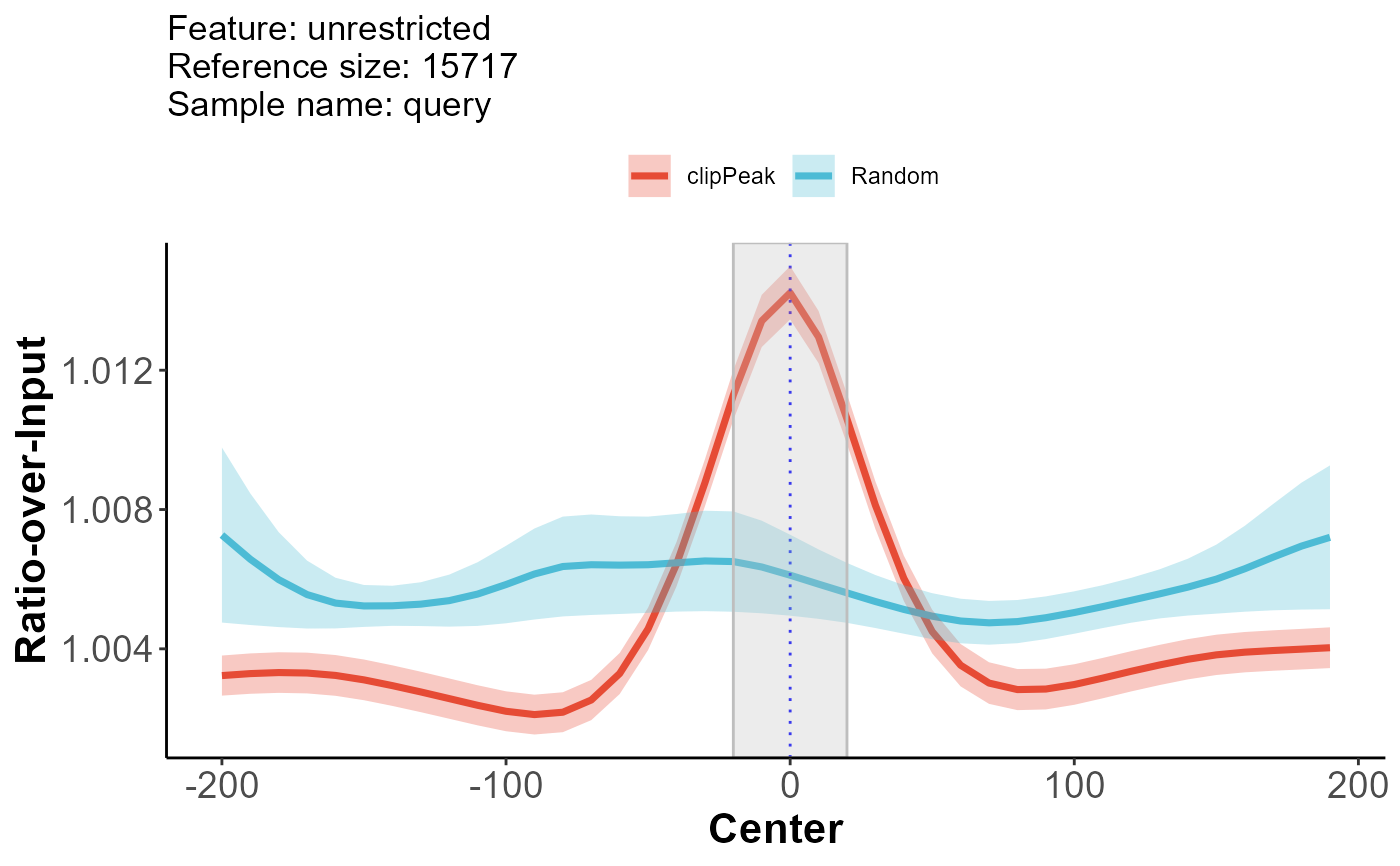 Feature: unrestricted
Reference size: 15717
Sample name: query
clipPeak Random
Ratio-over-Input
1.012
1.008
1.004
-200 -100 0 100 200
Center